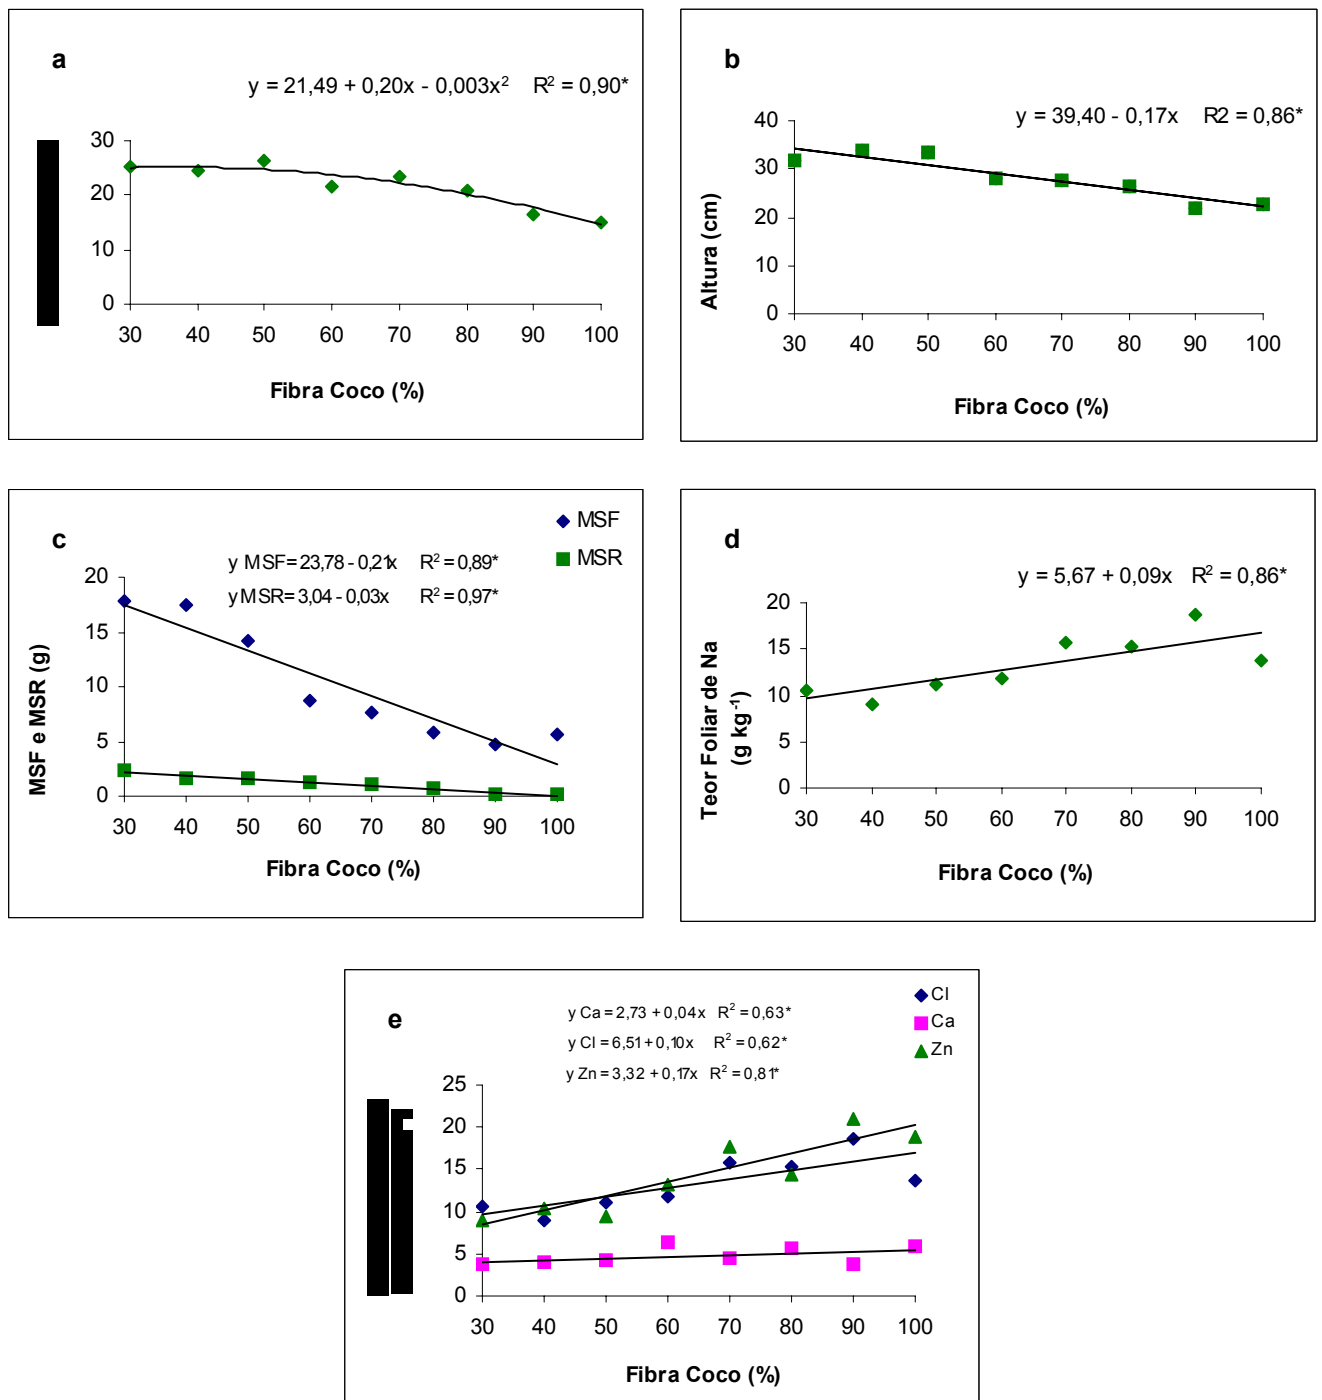 a
y = 21,49 + 0,20x - 0,003x² R² = 0,90*
30
20
10
0
30 40 50 60 70 80 90 100
Fibra Coco (%)
b
y = 39,40 - 0,17x R2 = 0,86*
40
30
20
10
0
Altura (cm)
30 40 50 60 70 80 90 100
Fibra Coco (%)
c
MSF
MSR
y MSF= 23,78 - 0,21x R² = 0,89*
y MSR= 3,04 - 0,03x R² = 0,97*
20
15
10
5
0
MSF e MSR (g)
30 40 50 60 70 80 90 100
Fibra Coco (%)
d
y = 5,67 + 0,09x R² = 0,86*
20
15
10
5
0
Teor Foliar de Na
(g kg⁻¹)
30 40 50 60 70 80 90 100
Fibra Coco (%)
e
Cl
Ca
Zn
y Ca = 2,73 + 0,04x R² = 0,63*
y Cl = 6,51 + 0,10x R² = 0,62*
y Zn = 3,32 + 0,17x R² = 0,81*
25
20
15
10
5
0
30 40 50 60 70 80 90 100
Fibra Coco (%)